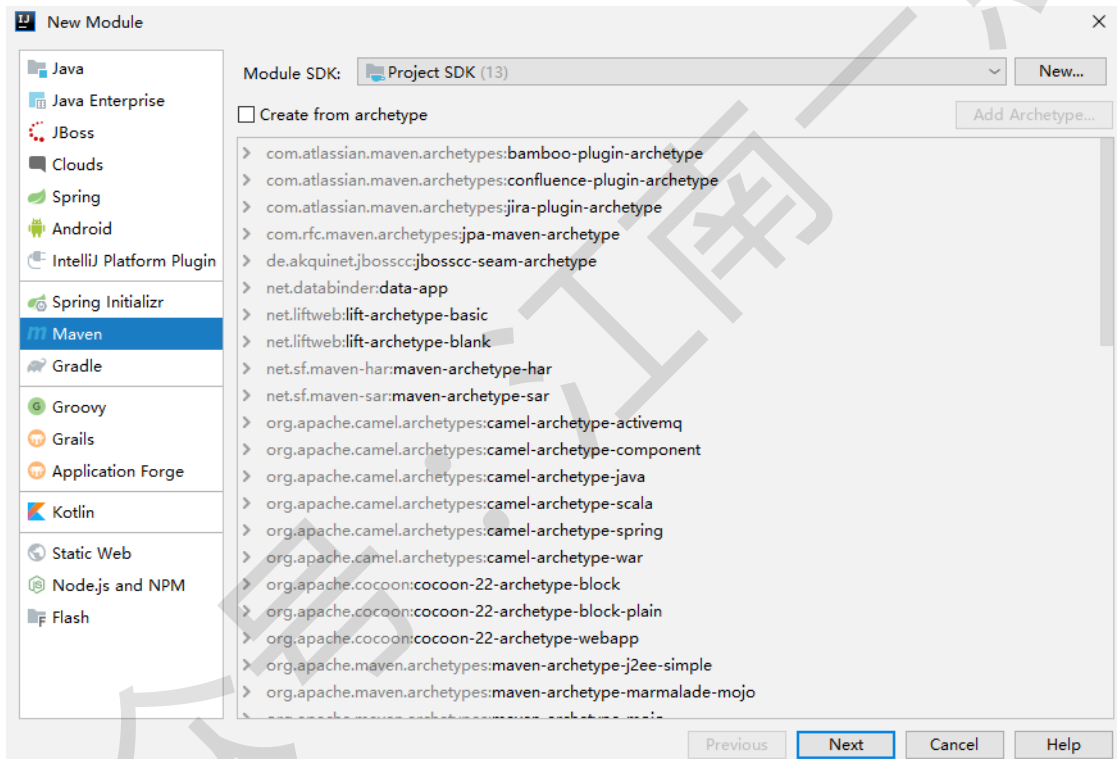 New Module
Java
Java Enterprise
JBoss
Clouds
Spring
Android
IntelliJ Platform Plugin
Spring Initializr
Maven
Gradle
Groovy
Grails
Application Forge
Kotlin
Static Web
Node.js and NPM
Flash
Module SDK: Project SDK (13) New...
Create from archetype Add Archetype...
com.atlassian.maven.archetypes:bamboo-plugin-archetype
com.atlassian.maven.archetypes:confluence-plugin-archetype
com.atlassian.maven.archetypes:jira-plugin-archetype
com.rfc.maven.archetypes:jpa-maven-archetype
de.akquinet.jbosscc:jbosscc-seam-archetype
net.databinder:data-app
net.liftweb:lift-archetype-basic
net.liftweb:lift-archetype-blank
net.sf.maven-har:maven-archetype-har
net.sf.maven-sar:maven-archetype-sar
org.apache.camel.archetypes:camel-archetype-activemq
org.apache.camel.archetypes:camel-archetype-component
org.apache.camel.archetypes:camel-archetype-java
org.apache.camel.archetypes:camel-archetype-scala
org.apache.camel.archetypes:camel-archetype-spring
org.apache.camel.archetypes:camel-archetype-war
org.apache.cocoon:cocoon-22-archetype-block
org.apache.cocoon:cocoon-22-archetype-block-plain
org.apache.cocoon:cocoon-22-archetype-webapp
org.apache.maven.archetypes:maven-archetype-j2ee-simple
org.apache.maven.archetypes:maven-archetype-marmalade-mojo
Previous Next Cancel Help
号:江南一